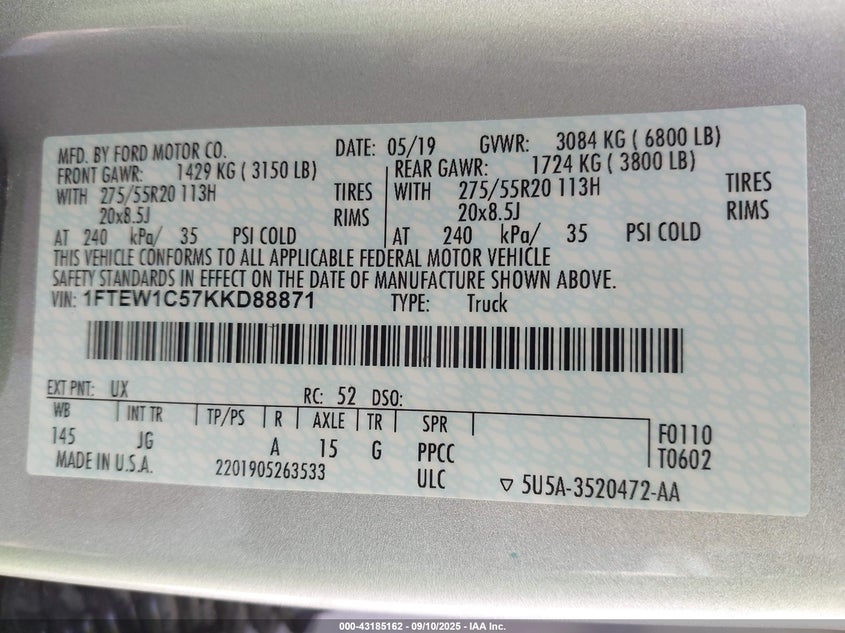 MFD. BY FORD MOTOR CO. DATE: 05/19 GVWR: 3084 KG ( 6800 LB)
FRONT GAWR: 1429 KG ( 3150 LB) REAR GAWR: 1724 KG ( 3800 LB)
WITH 275/55R20 113H TIRES WITH 275/55R20 113H TIRES
20x8.5J RIMS 20x8.5J RIMS
AT 240 kPa/ 35 PSI COLD AT 240 kPa/ 35 PSI COLD
THIS VEHICLE CONFORMS TO ALL APPLICABLE FEDERAL MOTOR VEHICLE
SAFETY STANDARDS IN EFFECT ON THE DATE OF MANUFACTURE SHOWN ABOVE.
VIN: 1FTEW1C57KKD88871 TYPE: Truck
EXT PNT: UX RC: 52 DSO:
WB INT TR TP/PS R AXLE TR SPR
145 JG A 15 G PPCC F0110
MADE IN U.S.A. 2201905263533 ULC T0602
▽ 5U5A-3520472-AA
000-43185162 - 09/10/2025 - IAA Inc.